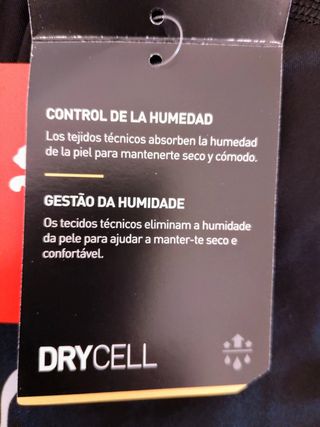 CONTROL DE LA HUMEDAD
Los tejidos técnicos absorben la humedad
de la piel para mantenerte seco y cómodo.
GESTÃO DA HUMIDADE
Os tecidos técnicos eliminam a humidade
da pele para ajudar a manter-te seco e
confortável.
DRYCELL